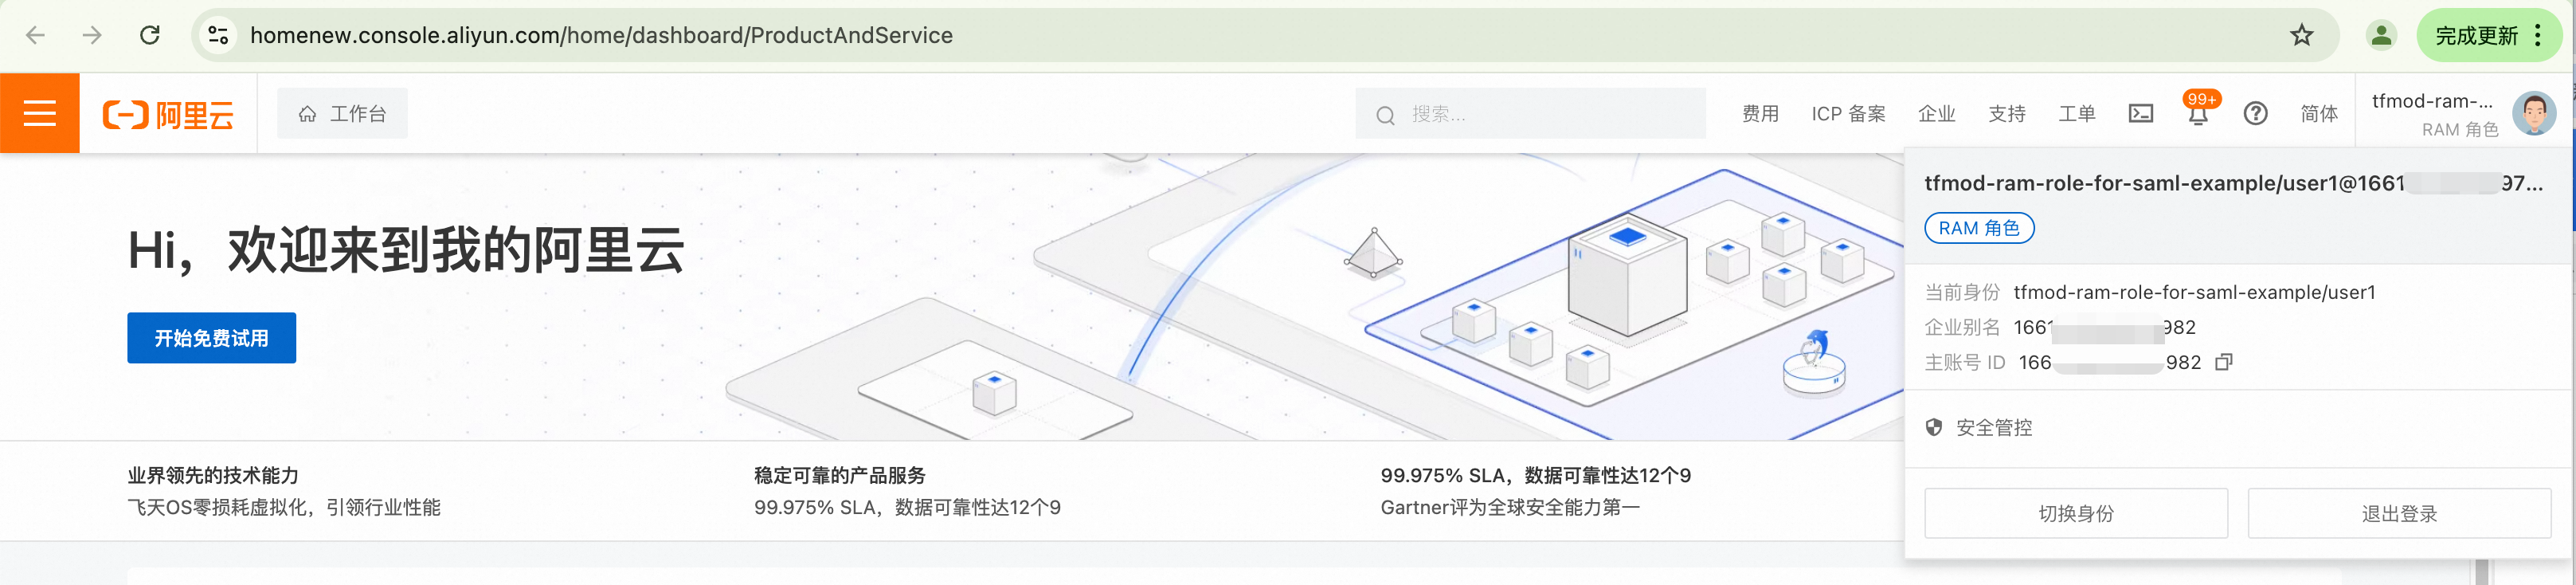 homenew.console.aliyun.com/home/dashboard/ProductAndService
完成更新
阿里云
工作台
搜索...
费用
ICP 备案
企业
支持
工单
99+
简体
tfmod-ram-...
RAM 角色
tfmod-ram-role-for-saml-example/user1@1661 97...
RAM 角色
当前身份 tfmod-ram-role-for-saml-example/user1
企业别名 1661 982
主账号 ID 166 982
安全管控
切换身份
退出登录
Hi，欢迎来到我的阿里云
开始免费试用
业界领先的技术能力
飞天OS零损耗虚拟化，引领行业性能
稳定可靠的产品服务
99.975% SLA，数据可靠性达12个9
99.975% SLA，数据可靠性达12个9
Gartner评为全球安全能力第一